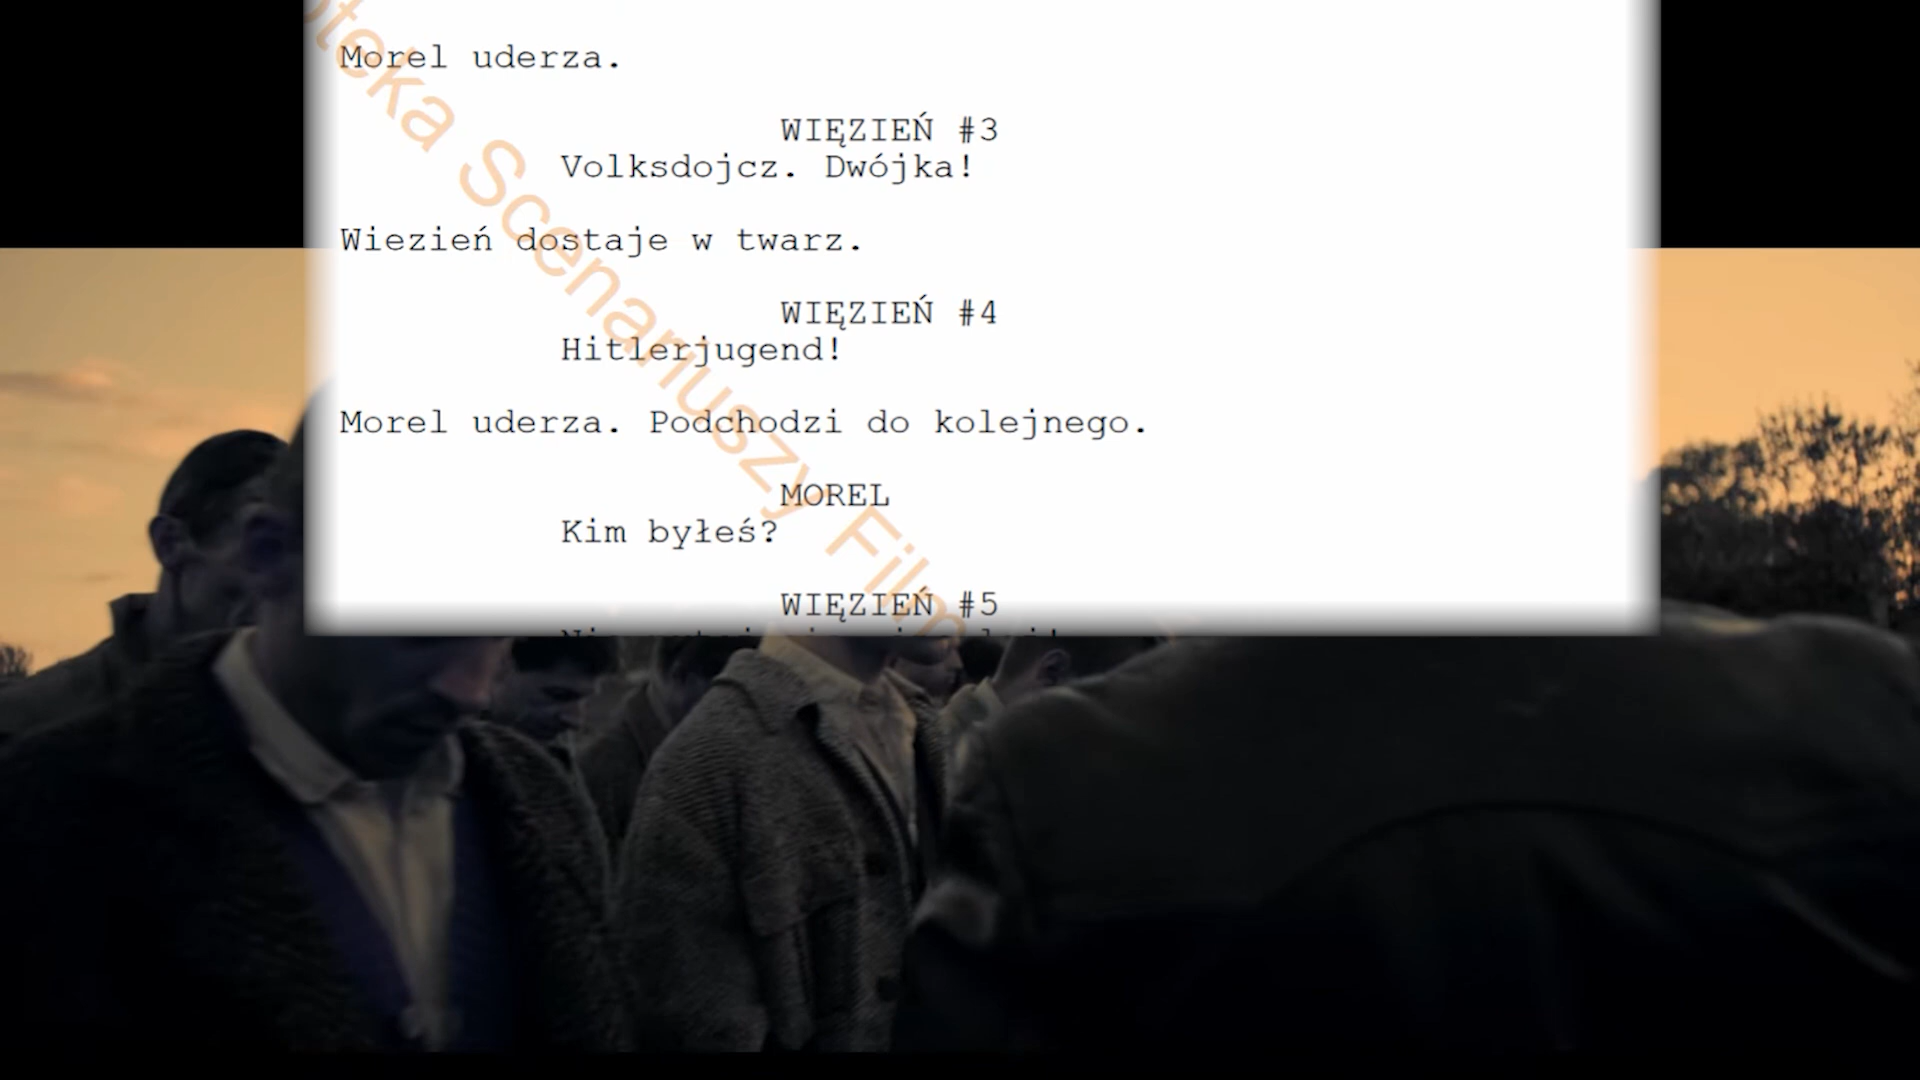 Morel uderza.
WIĘZIEŃ #3
Volksdojcz. Dwójka!
Wiezień dostaje w twarz.
WIĘZIEŃ #4
Hitlerjugend!
Morel uderza. Podchodzi do kolejnego.
MOREL
Kim byłeś?
WIĘZIEŃ #5
Scenariuszy